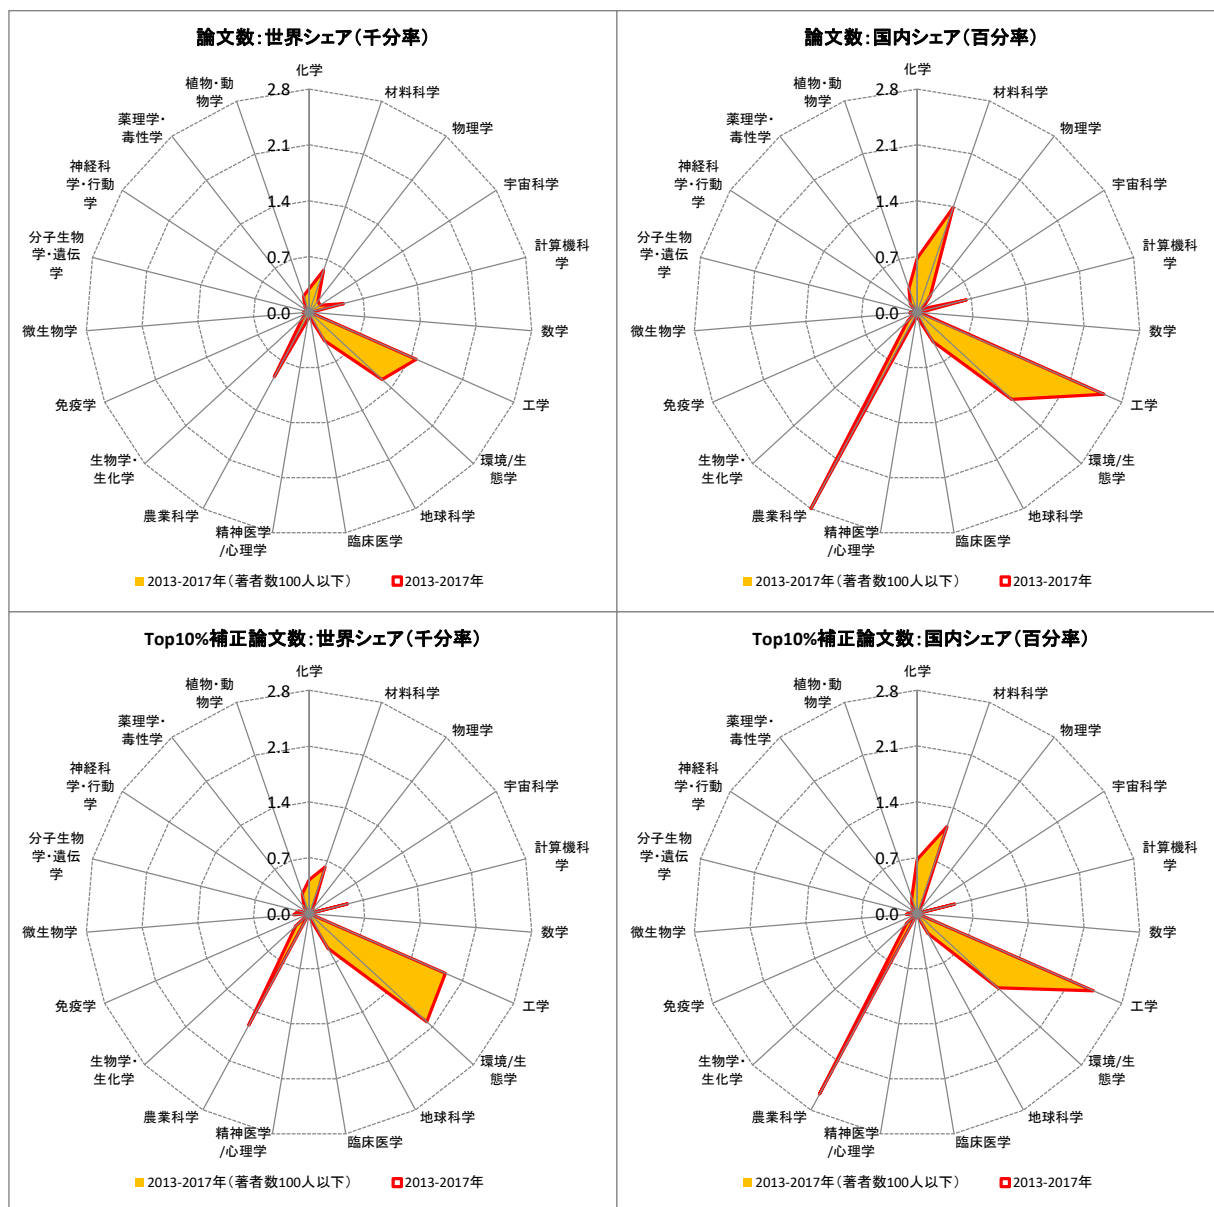 論文数：世界シェア（千分率）
化学
材料科学
物理学
宇宙科学
計算機科
学
数学
工学
環境/生
態学
地球科学
臨床医学
精神医学
/心理学
農業科学
生物学・
生化学
免疫学
微生物学
分子生物
学・遺伝
学
神経科
学・行動
学
薬理学・
毒性学
植物・動
物学
2.8
2.1
1.4
0.7
0.0
2013-2017年（著者数100人以下）
2013-2017年
論文数：国内シェア（百分率）
化学
材料科学
物理学
宇宙科学
計算機科
学
数学
工学
環境/生
態学
地球科学
臨床医学
精神医学
/心理学
農業科学
生物学・
生化学
免疫学
微生物学
分子生物
学・遺伝
学
神経科
学・行動
学
薬理学・
毒性学
植物・動
物学
2.8
2.1
1.4
0.7
0.0
2013-2017年（著者数100人以下）
2013-2017年
Top10%補正論文数：世界シェア（千分率）
化学
材料科学
物理学
宇宙科学
計算機科
学
数学
工学
環境/生
態学
地球科学
臨床医学
精神医学
/心理学
農業科学
生物学・
生化学
免疫学
微生物学
分子生物
学・遺伝
学
神経科
学・行動
学
薬理学・
毒性学
植物・動
物学
2.8
2.1
1.4
0.7
0.0
2013-2017年（著者数100人以下）
2013-2017年
Top10%補正論文数：国内シェア（百分率）
化学
材料科学
物理学
宇宙科学
計算機科
学
数学
工学
環境/生
態学
地球科学
臨床医学
精神医学
/心理学
農業科学
生物学・
生化学
免疫学
微生物学
分子生物
学・遺伝
学
神経科
学・行動
学
薬理学・
毒性学
植物・動
物学
2.8
2.1
1.4
0.7
0.0
2013-2017年（著者数100人以下）
2013-2017年